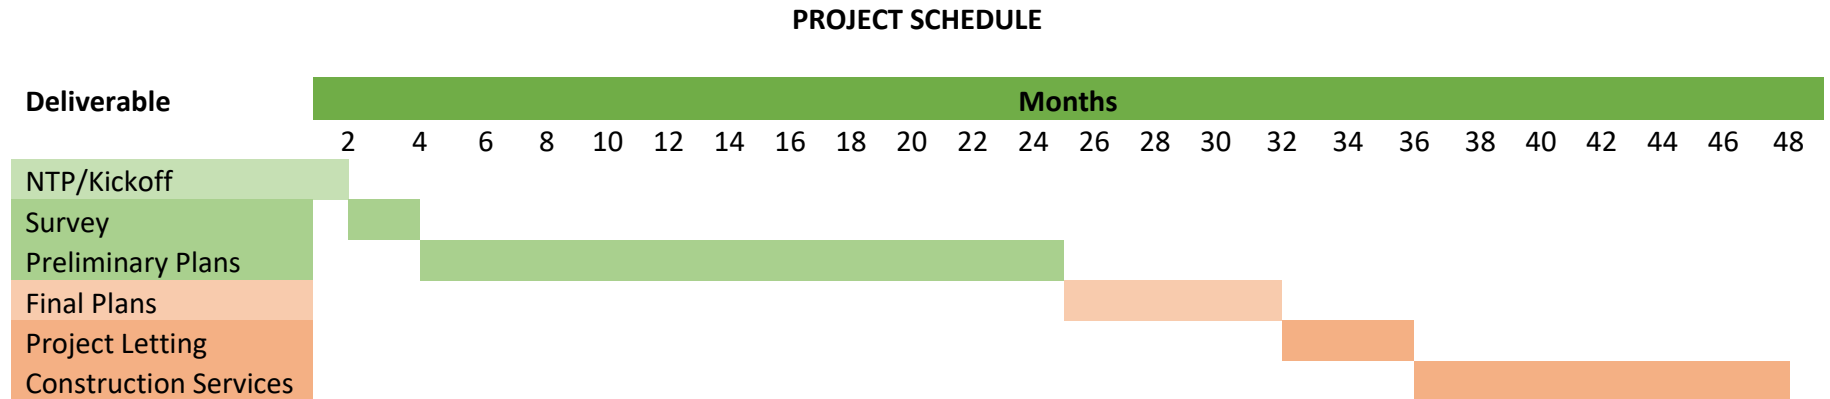 PROJECT SCHEDULE
Deliverable Months
2 4 6 8 10 12 14 16 18 20 22 24 26 28 30 32 34 36 38 40 42 44 46 48
NTP/Kickoff
Survey
Preliminary Plans
Final Plans
Project Letting
Construction Services